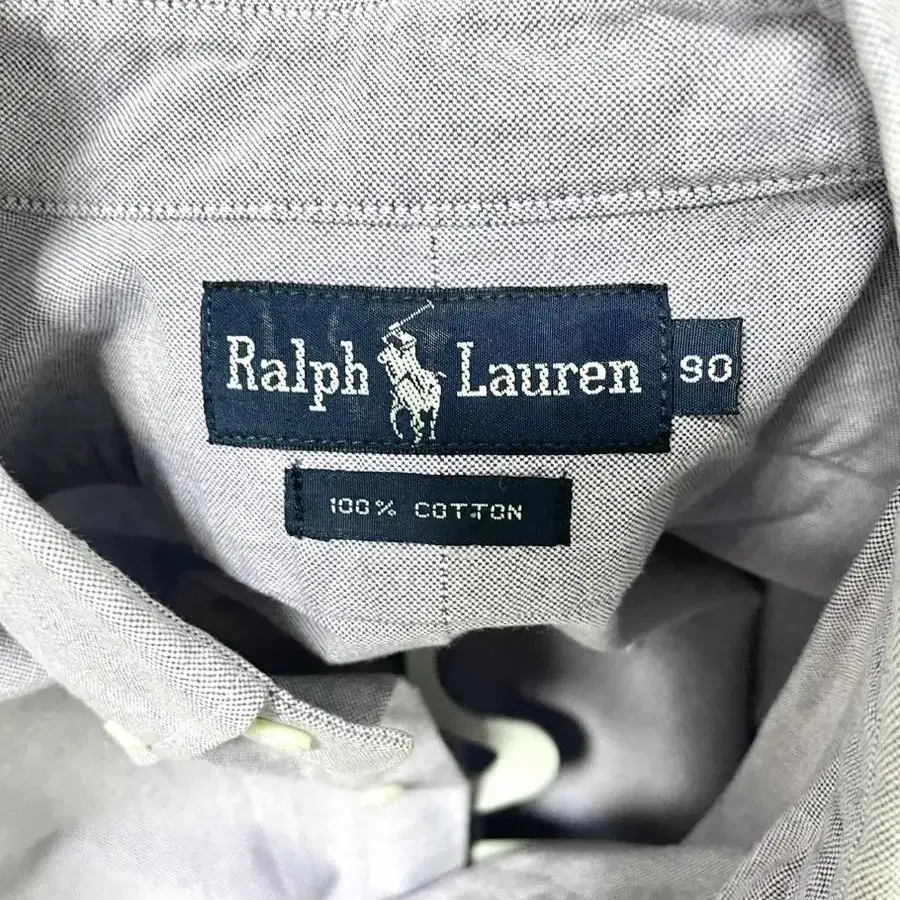 Ralph Lauren
90
100% COTTON